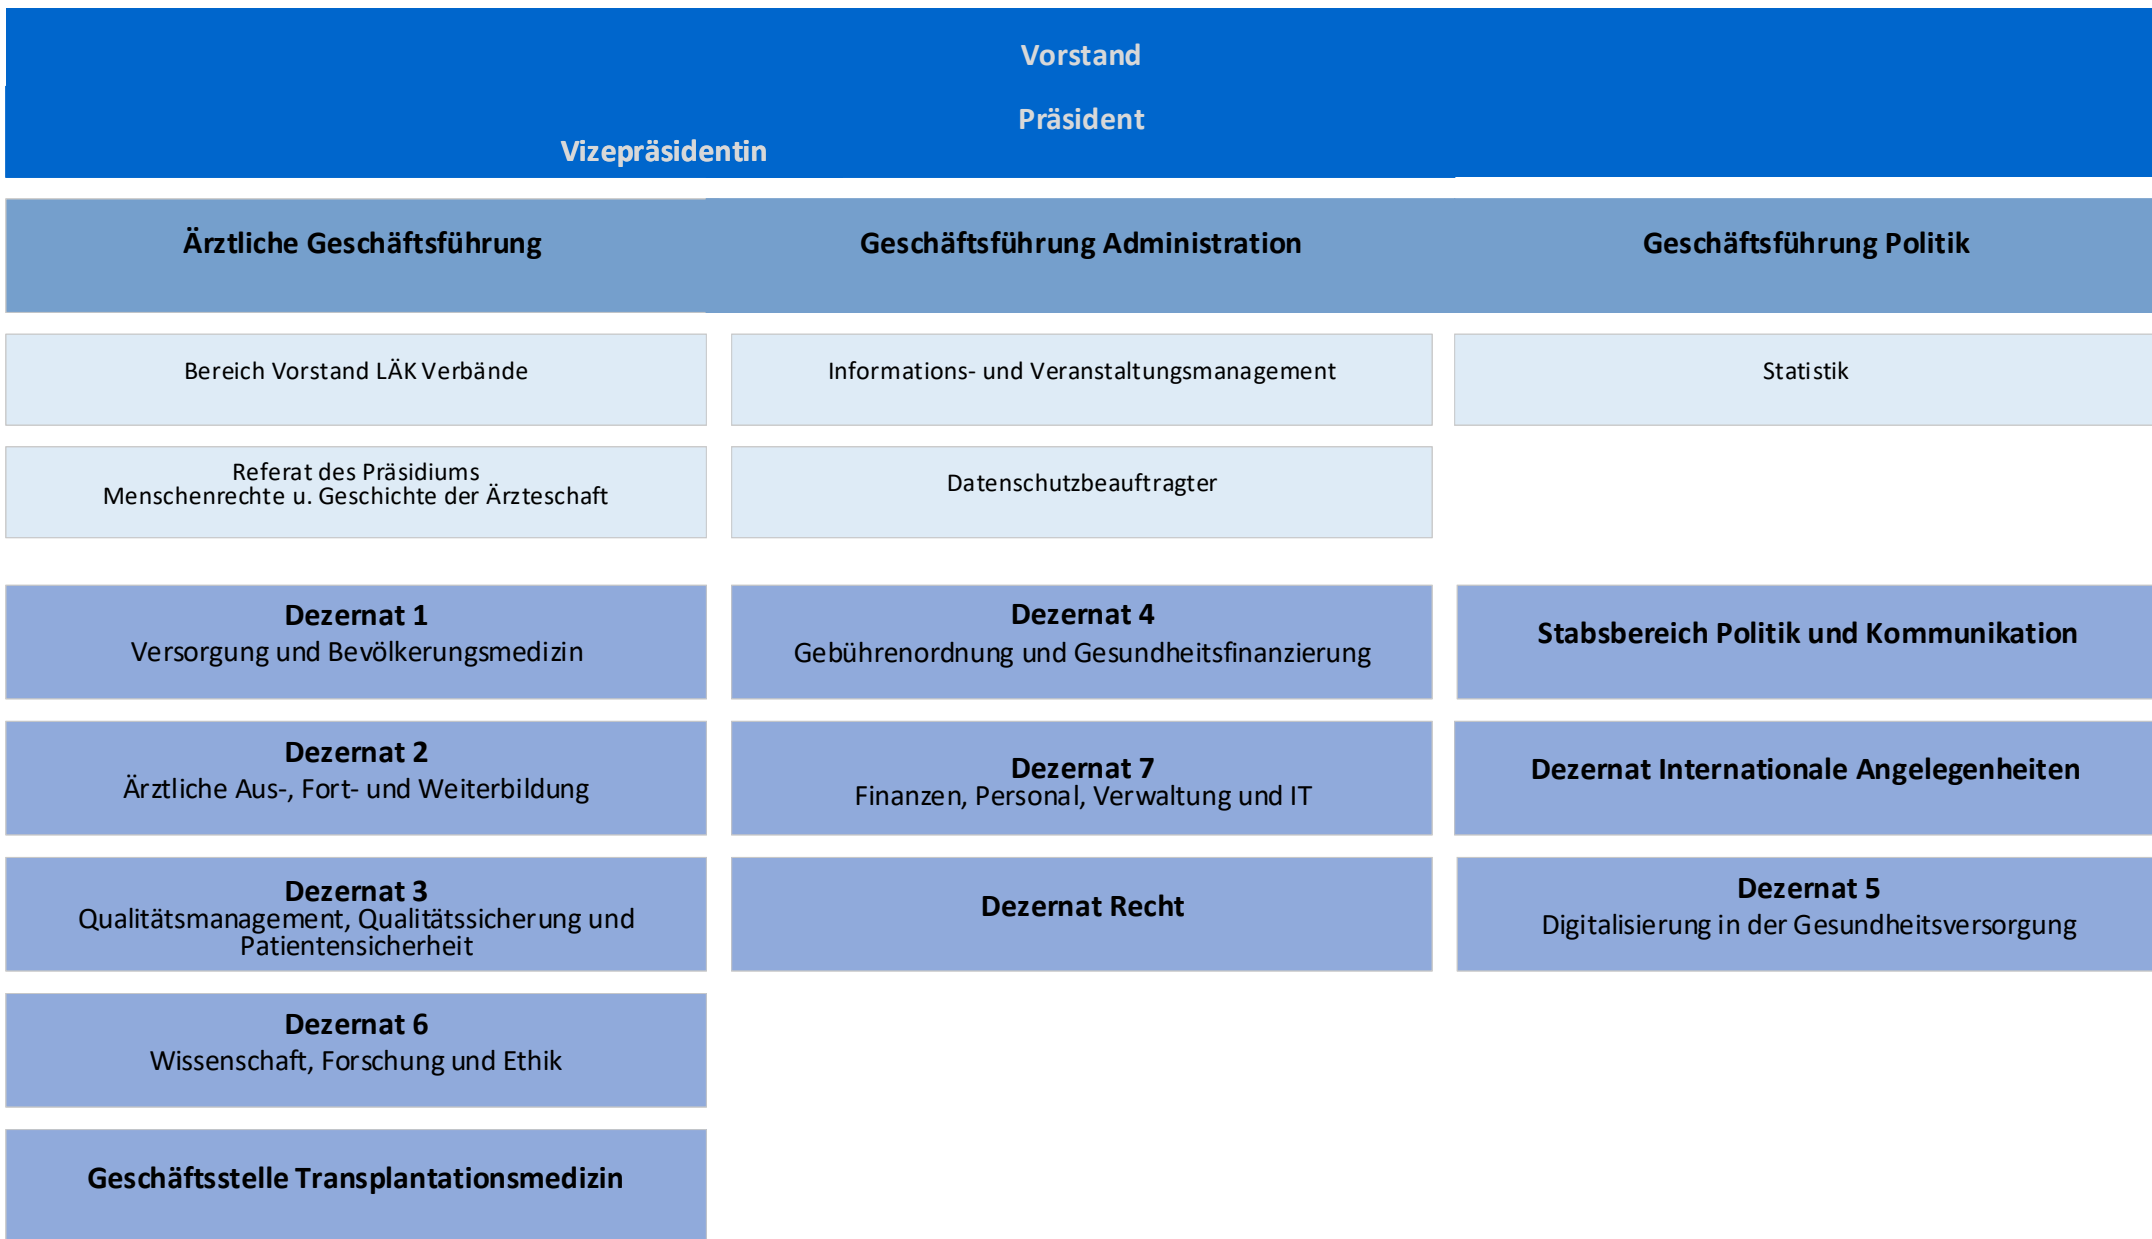 Vorstand
Präsident
Vizepräsidentin
Ärztliche Geschäftsführung
Geschäftsführung Administration
Geschäftsführung Politik
Bereich Vorstand LÄK Verbände
Informations- und Veranstaltungsmanagement
Statistik
Referat des Präsidiums
Menschenrechte u. Geschichte der Ärzteschaft
Datenschutzbeauftragter
Dezernat 1
Versorgung und Bevölkerungsmedizin
Dezernat 4
Gebührenordnung und Gesundheitsfinanzierung
Stabsbereich Politik und Kommunikation
Dezernat 2
Ärztliche Aus-, Fort- und Weiterbildung
Dezernat 7
Finanzen, Personal, Verwaltung und IT
Dezernat Internationale Angelegenheiten
Dezernat 3
Qualitätsmanagement, Qualitätssicherung und
Patientensicherheit
Dezernat Recht
Dezernat 5
Digitalisierung in der Gesundheitsversorgung
Dezernat 6
Wissenschaft, Forschung und Ethik
Geschäftsstelle Transplantationsmedizin